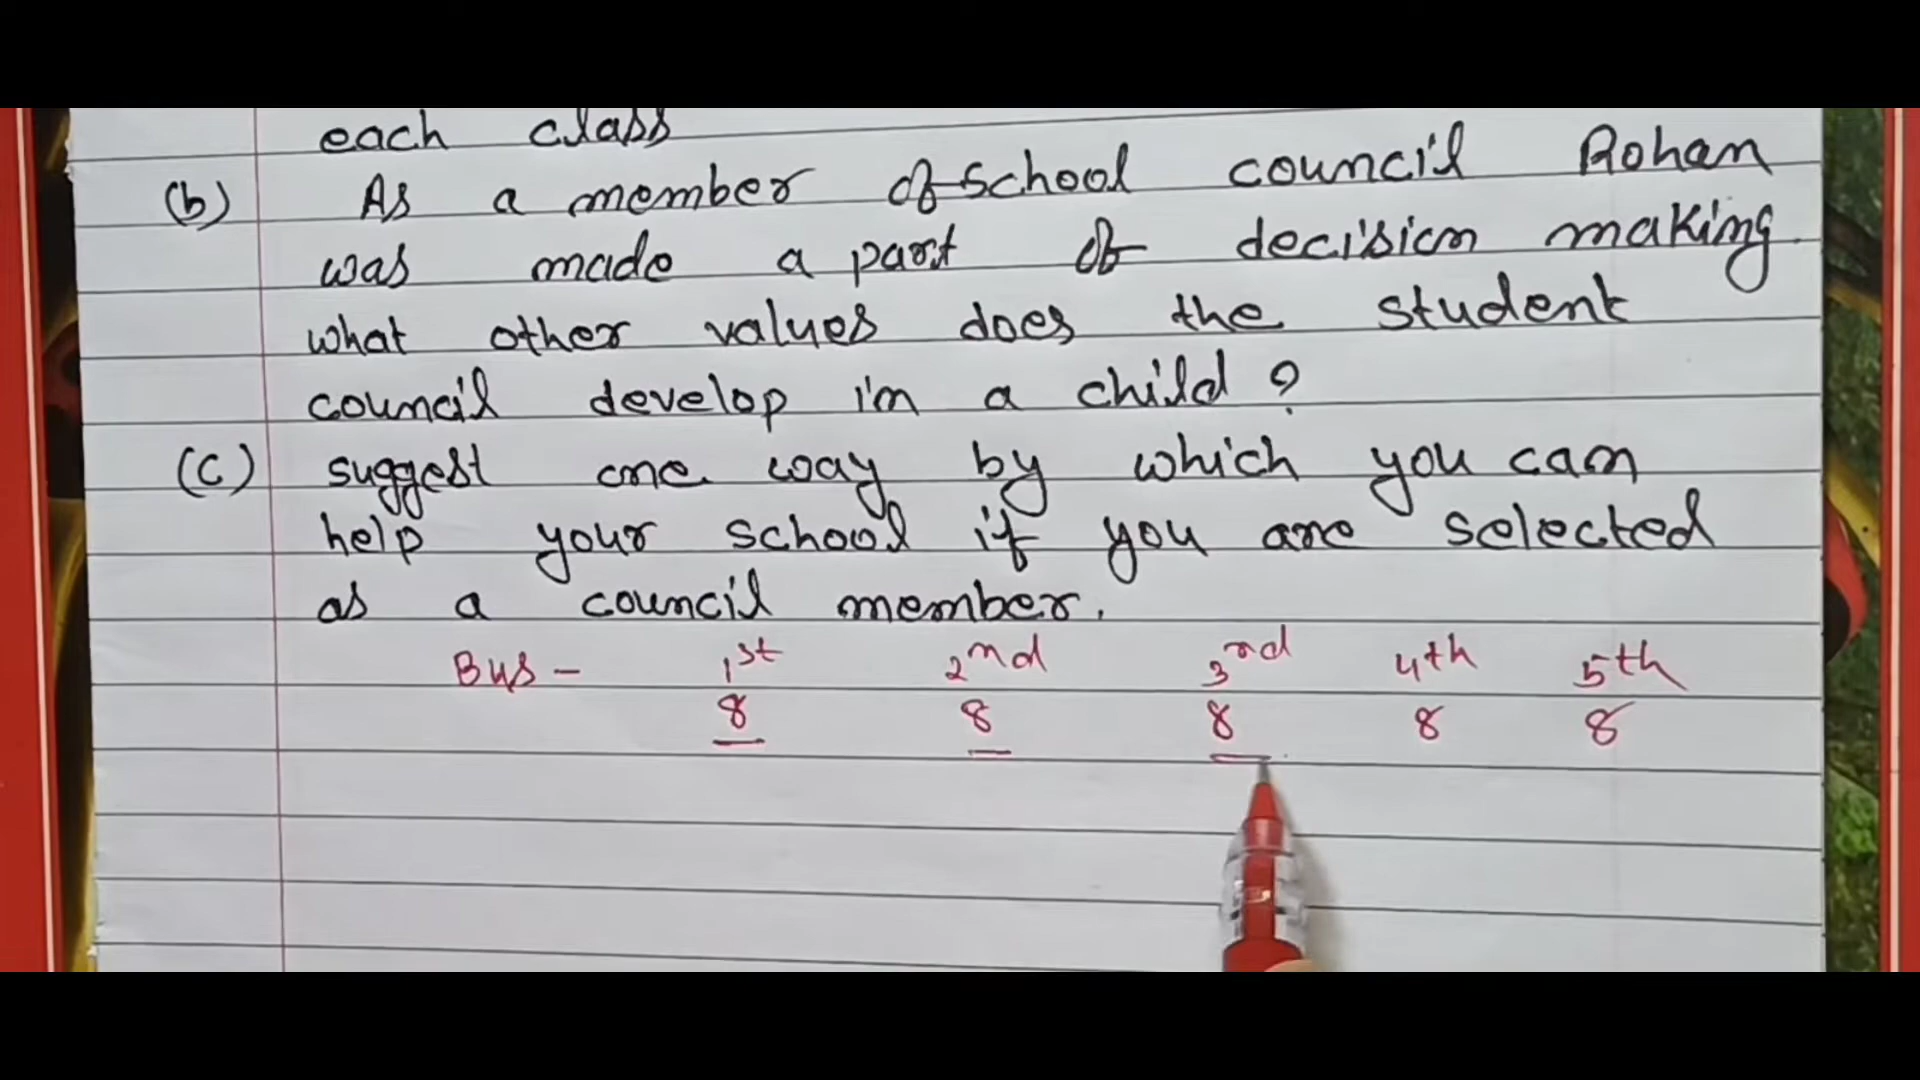 each class
(b) As a member of school council Rohan
was made a part of decision making
what other values does the student
council develop in a child ?
(c) suggest one way by which you can
help your school if you are selected
as a council member.
Bus - 1st 2nd 3rd 4th 5th
8 8 8 8 8